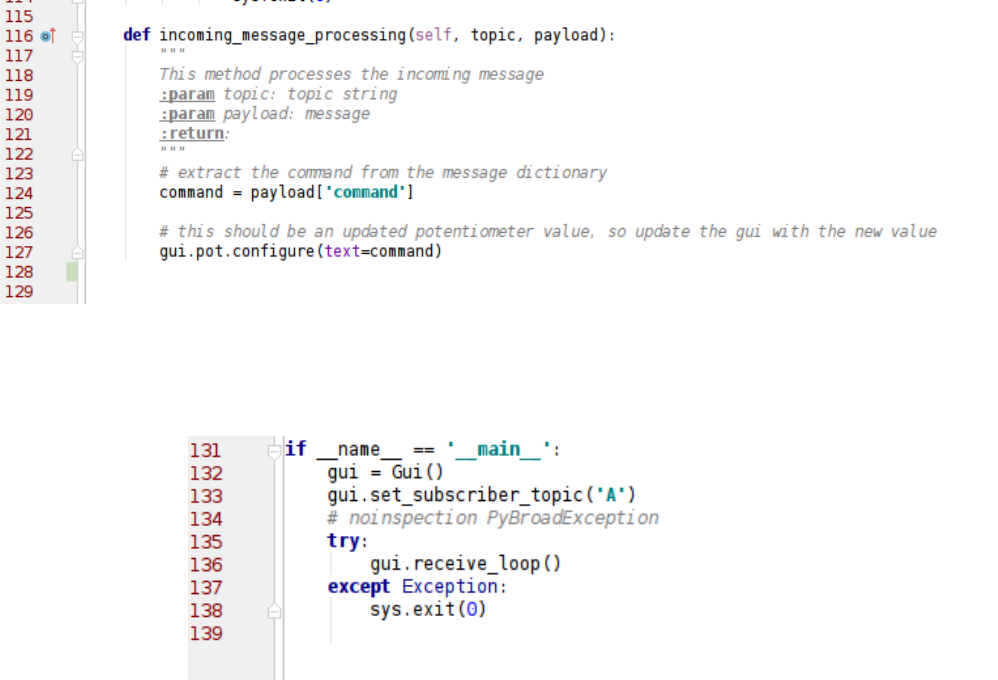 115
116 def incoming_message_processing(self, topic, payload):
117 """
118 This method processes the incoming message
119 :param topic: topic string
120 :param payload: message
121 :return:
122 """
123 # extract the command from the message dictionary
124 command = payload['command']
125
126 # this should be an updated potentiometer value, so update the gui with the new value
127 gui.pot.configure(text=command)
128
129
131 if __name__ == '__main__':
132 gui = Gui()
133 gui.set_subscriber_topic('A')
134 # noinspection PyBroadException
135 try:
136 gui.receive_loop()
137 except Exception:
138 sys.exit(0)
139